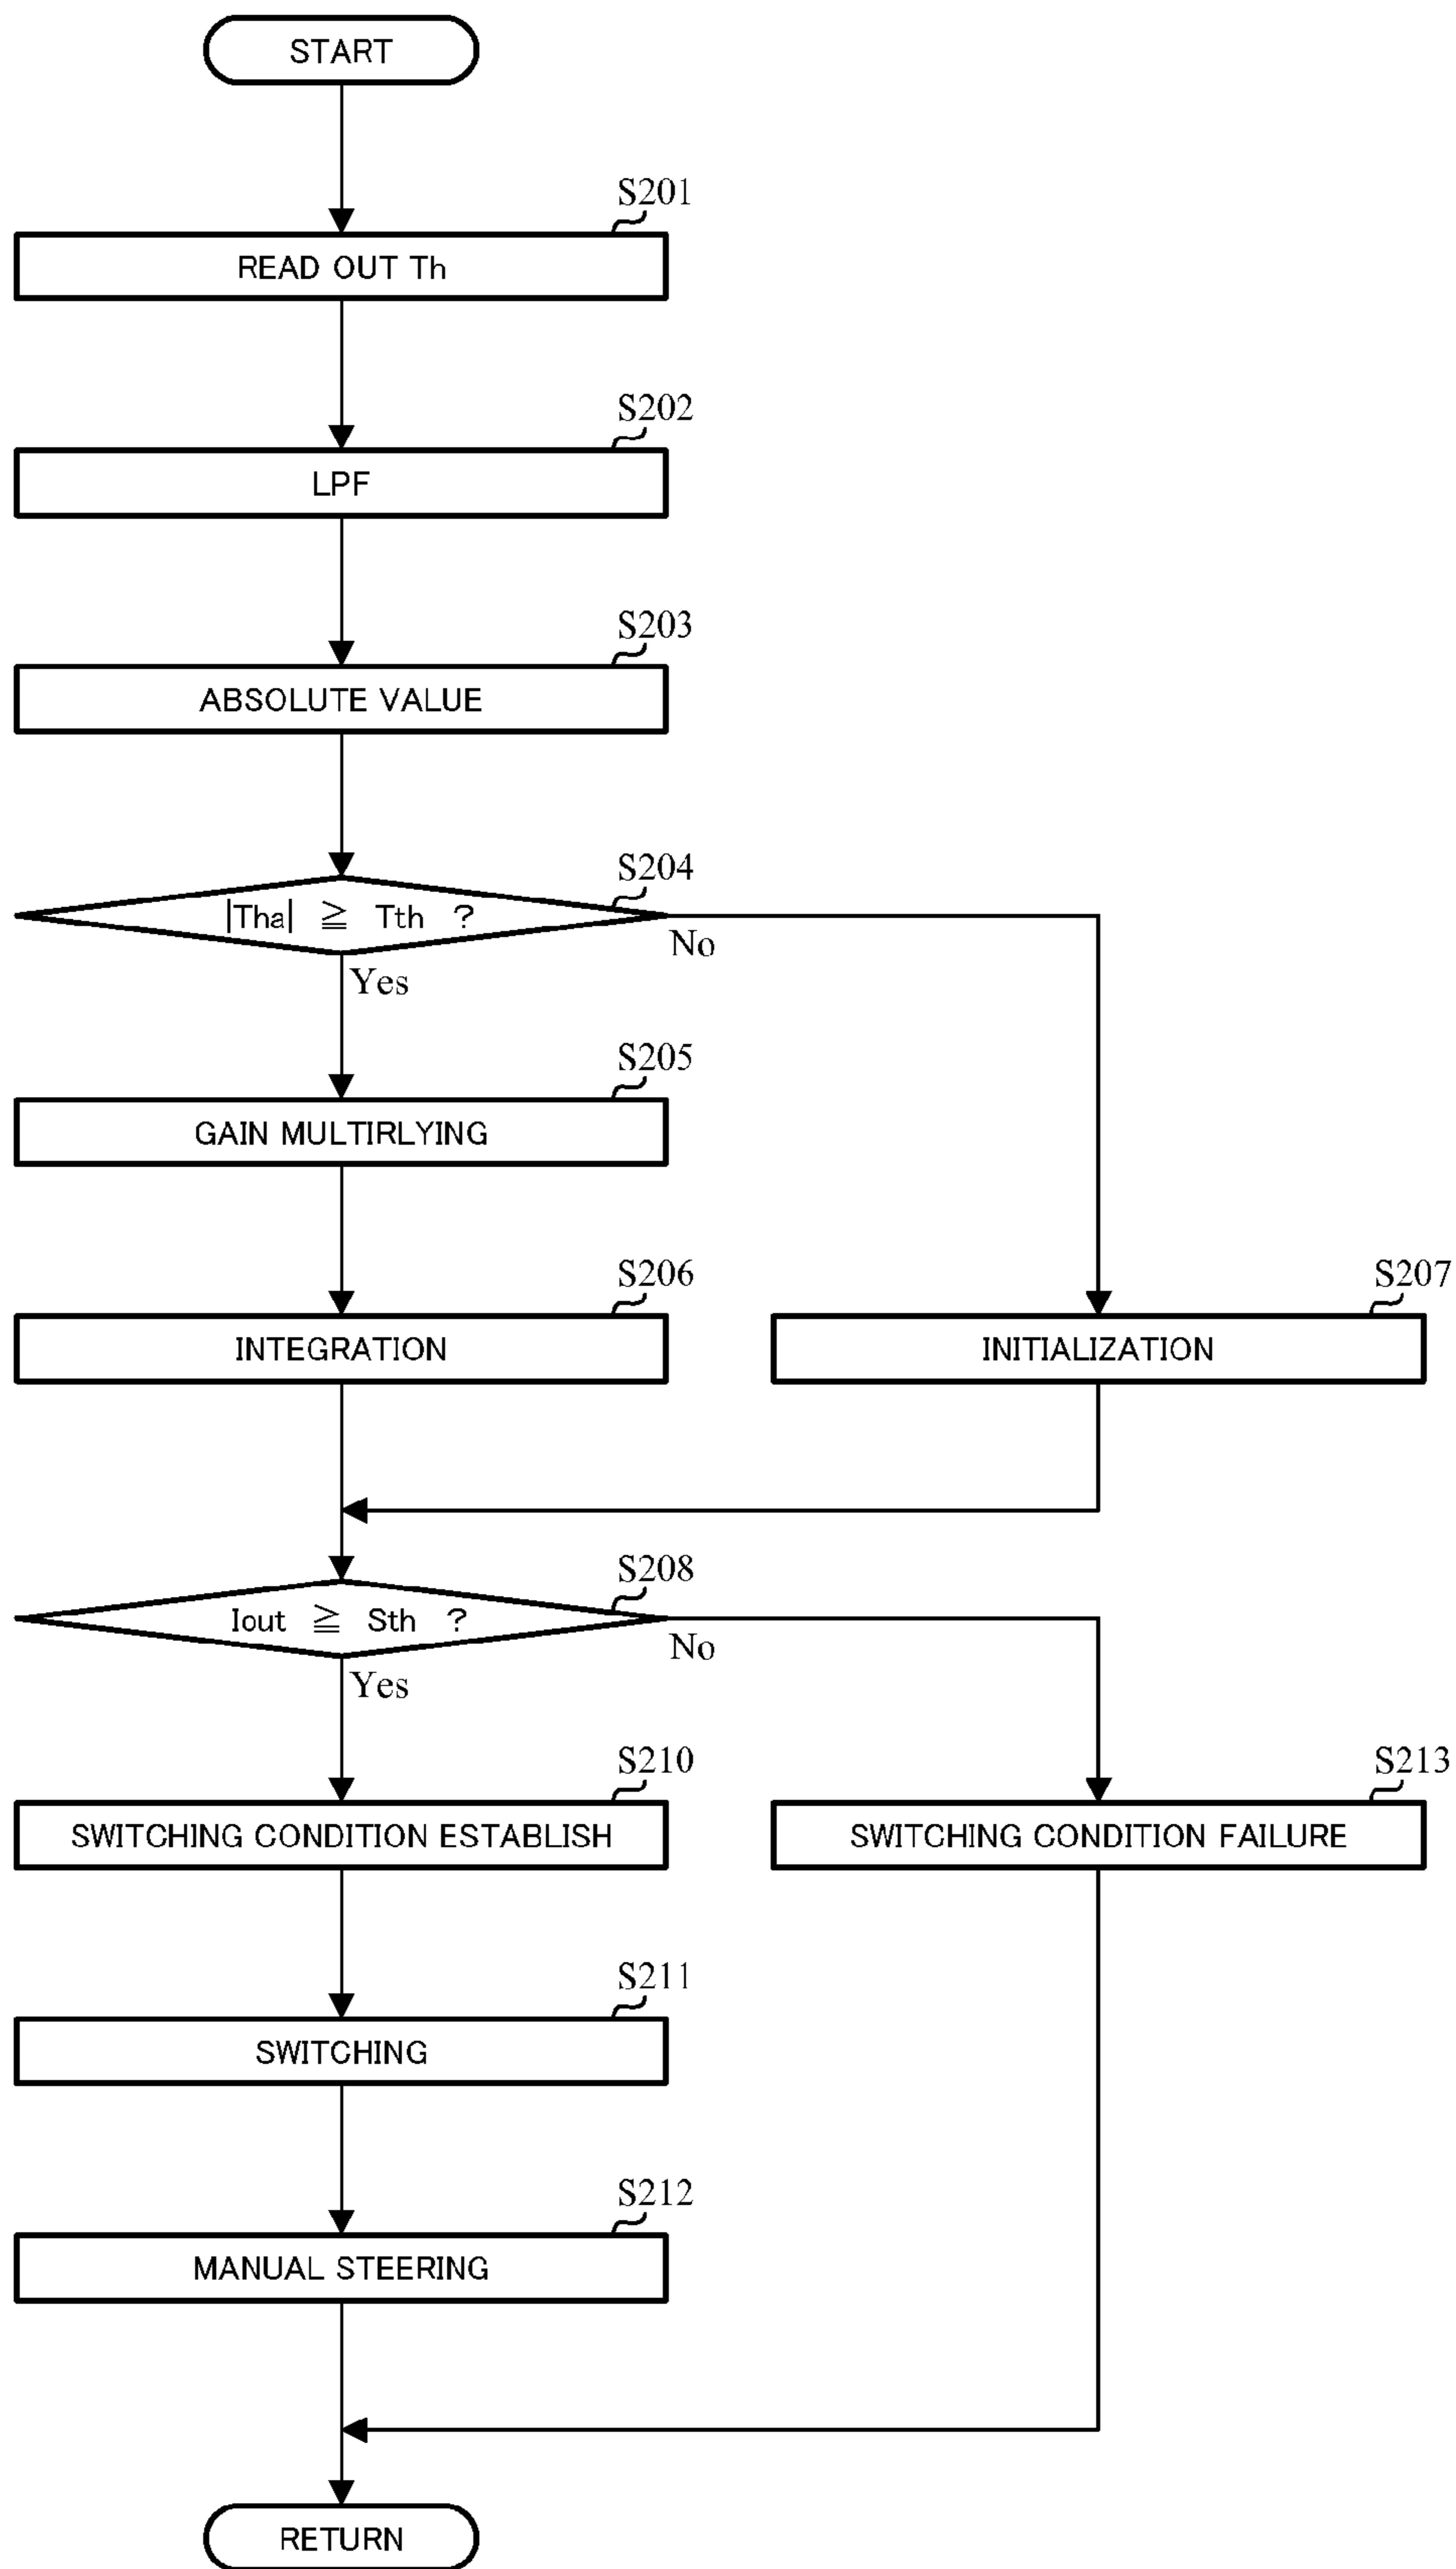 START
S201
READ OUT Th
S202
LPF
S203
ABSOLUTE VALUE
S204
|Tha| ≧ Tth ?
No
Yes
S205
GAIN MULTIRLYING
S206
INTEGRATION
S207
INITIALIZATION
S208
Iout ≧ Sth ?
No
Yes
S210
SWITCHING CONDITION ESTABLISH
S213
SWITCHING CONDITION FAILURE
S211
SWITCHING
S212
MANUAL STEERING
RETURN